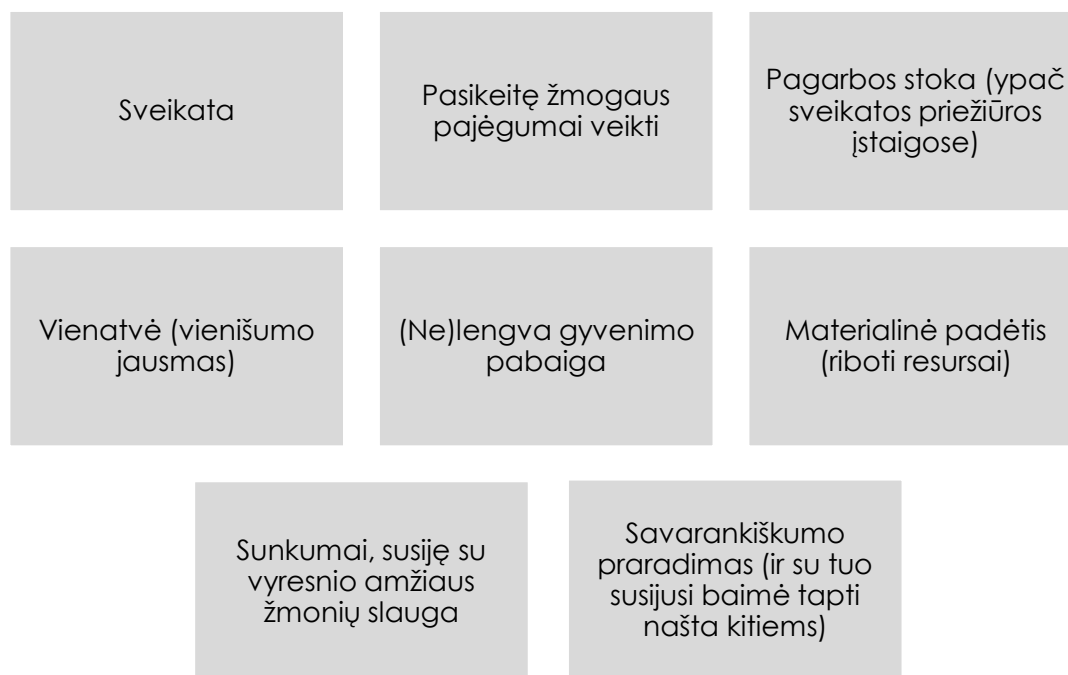 Sveikata
Pasikeitę žmogaus
pajėgumai veikti
Pagarbos stoka (ypač
sveikatos priežiūros
įstaigose)
Vienatvė (vienišumo
jausmas)
(Ne)lengva gyvenimo
pabaiga
Materialinė padėtis
(riboti resursai)
Sunkumai, susiję su
vyresnio amžiaus
žmonių slauga
Savarankiškumo
praradimas (ir su tuo
susijusi baimė tapti
našta kitiems)